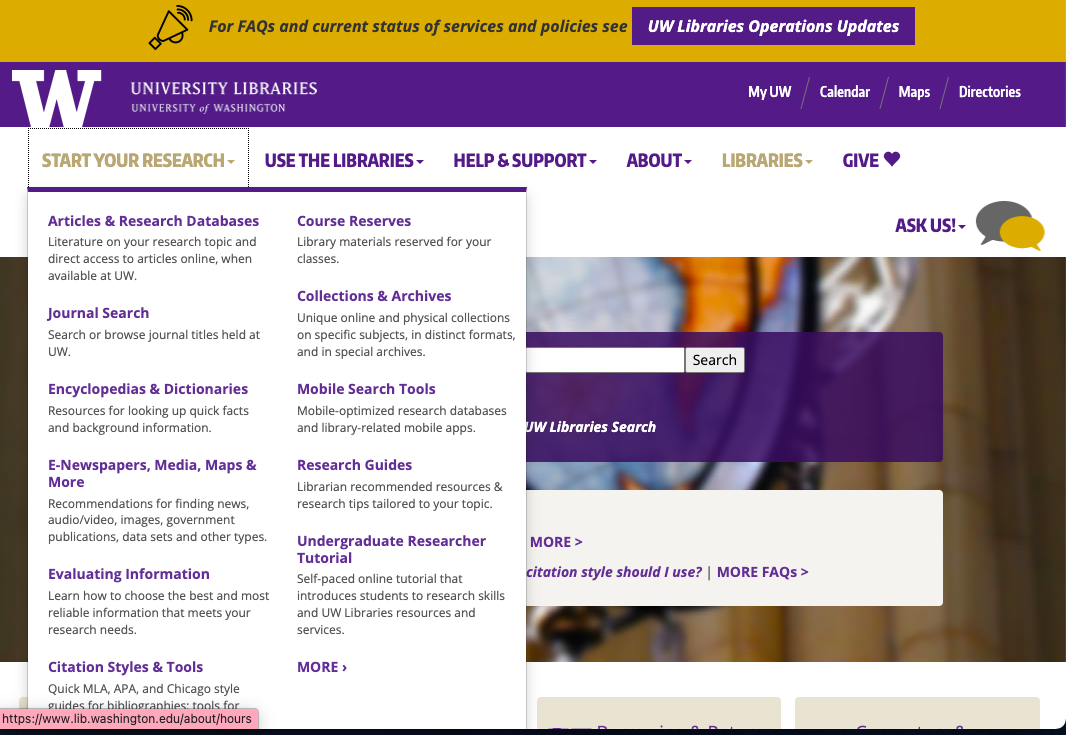 For FAQs and current status of services and policies see UW Libraries Operations Updates
W
UNIVERSITY LIBRARIES
UNIVERSITY of WASHINGTON
My UW
Calendar
Maps
Directories
START YOUR RESEARCH
USE THE LIBRARIES
HELP & SUPPORT
ABOUT
LIBRARIES
GIVE
ASK US!
Articles & Research Databases
Literature on your research topic and
direct access to articles online, when
available at UW.
Journal Search
Search or browse journal titles held at
UW.
Encyclopedias & Dictionaries
Resources for looking up quick facts
and background information.
E-Newspapers, Media, Maps &
More
Recommendations for finding news,
audio/video, images, government
publications, data sets and other types.
Evaluating Information
Learn how to choose the best and most
reliable information that meets your
research needs.
Citation Styles & Tools
Quick MLA, APA, and Chicago style
guides for bibliographies; tools for
Course Reserves
Library materials reserved for your
classes.
Collections & Archives
Unique online and physical collections
on specific subjects, in distinct formats,
and in special archives.
Mobile Search Tools
Mobile-optimized research databases
and library-related mobile apps.
Research Guides
Librarian recommended resources &
research tips tailored to your topic.
Undergraduate Researcher
Tutorial
Self-paced online tutorial that
introduces students to research skills
and UW Libraries resources and
services.
MORE ›
Search
UW Libraries Search
MORE >
citation style should I use? | MORE FAQs >
https://www.lib.washington.edu/about/hours